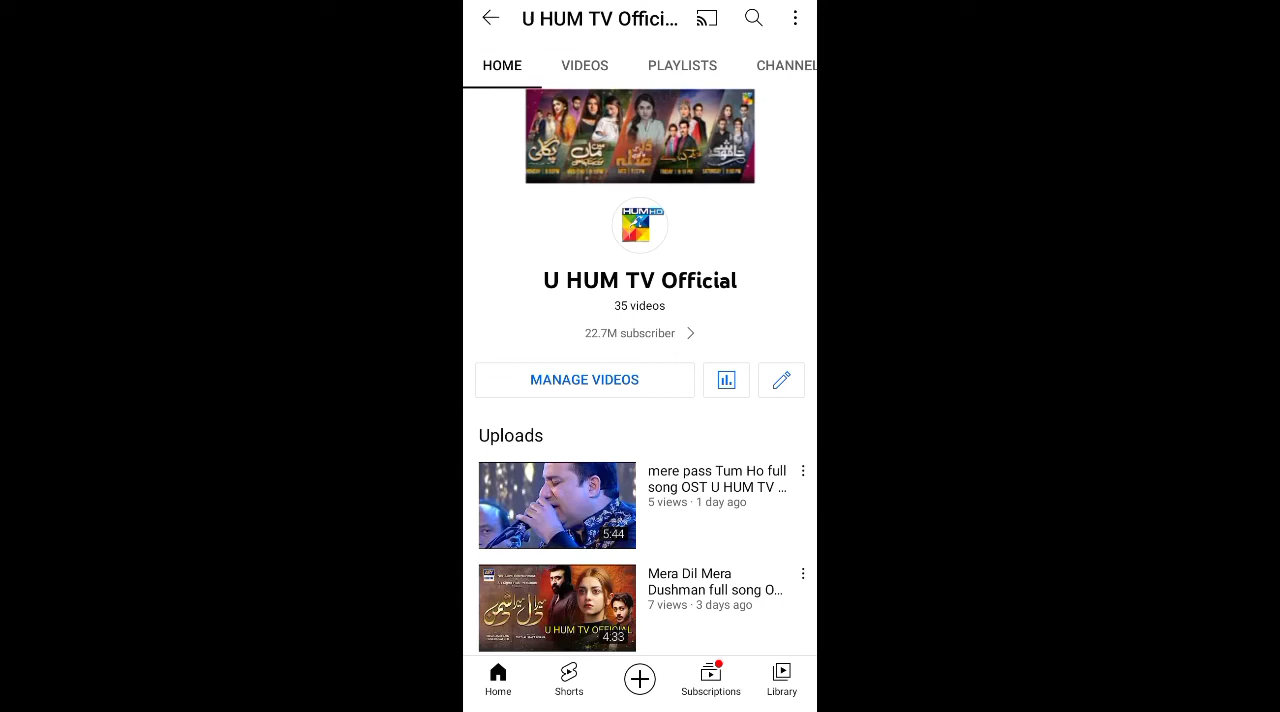 U HUM TV Offici...
HOME VIDEOS PLAYLISTS CHANNEL
HUM HD
U HUM TV Official
35 videos
22.7M subscriber
MANAGE VIDEOS
Uploads
mere pass Tum Ho full
song OST U HUM TV ...
5 views · 1 day ago
5:44
Mera Dil Mera
Dushman full song O...
7 views · 3 days ago
U HUM TV OFFICIAL
4:33
Home Shorts Subscriptions Library